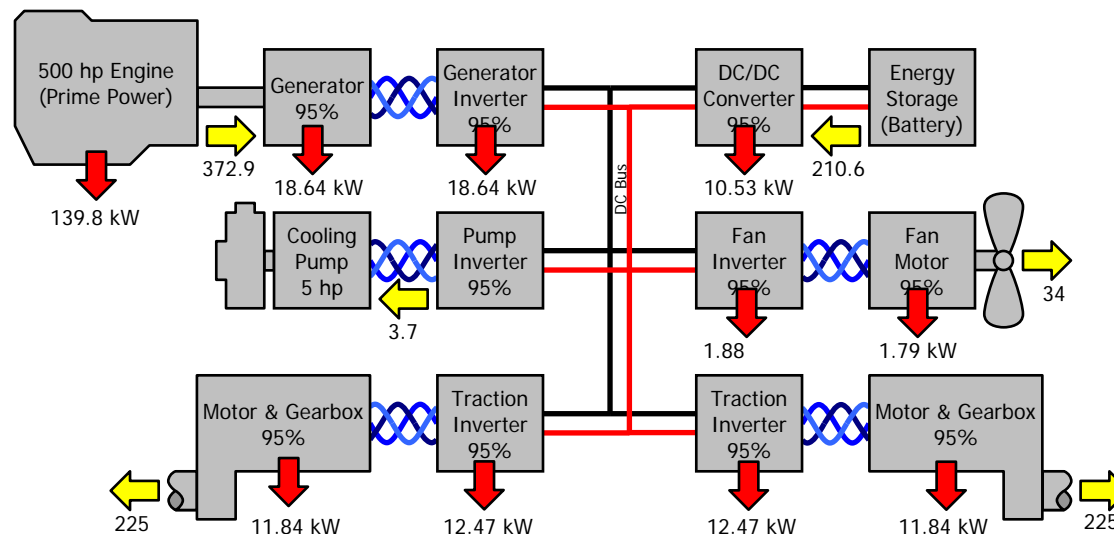 500 hp Engine
(Prime Power)
139.8 kW
372.9
Generator
95%
18.64 kW
Generator
Inverter
95%
18.64 kW
DC/DC
Converter
95%
10.53 kW
210.6
Energy
Storage
(Battery)
DC Bus
Cooling
Pump
5 hp
3.7
Pump
Inverter
95%
Fan
Inverter
95%
1.88
Fan
Motor
95%
1.79 kW
34
225
Motor & Gearbox
95%
11.84 kW
Traction
Inverter
95%
12.47 kW
Traction
Inverter
95%
12.47 kW
Motor & Gearbox
95%
11.84 kW
225